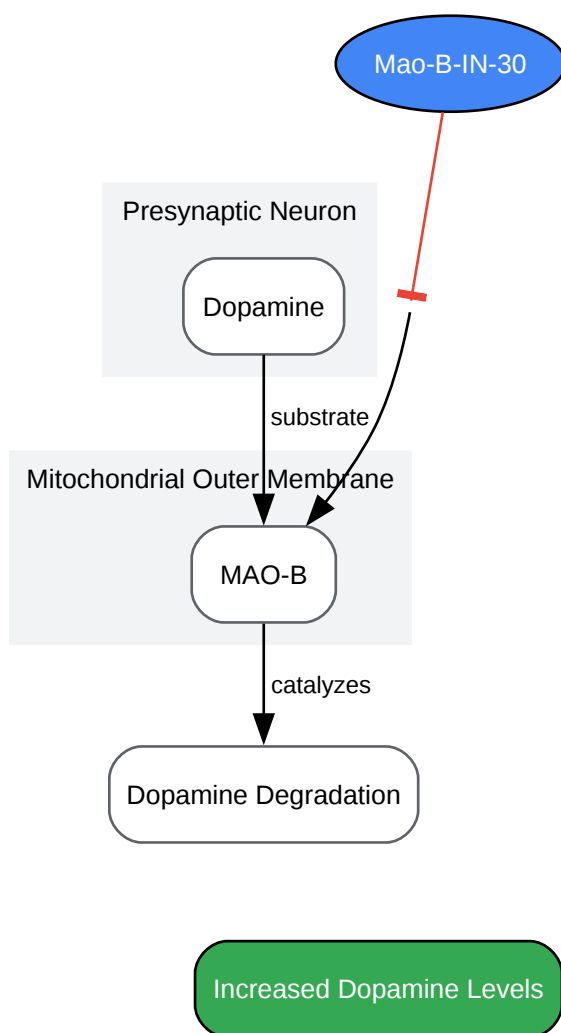 Mao-B-IN-30
Presynaptic Neuron
Dopamine
substrate
Mitochondrial Outer Membrane
MAO-B
catalyzes
Dopamine Degradation
Increased Dopamine Levels